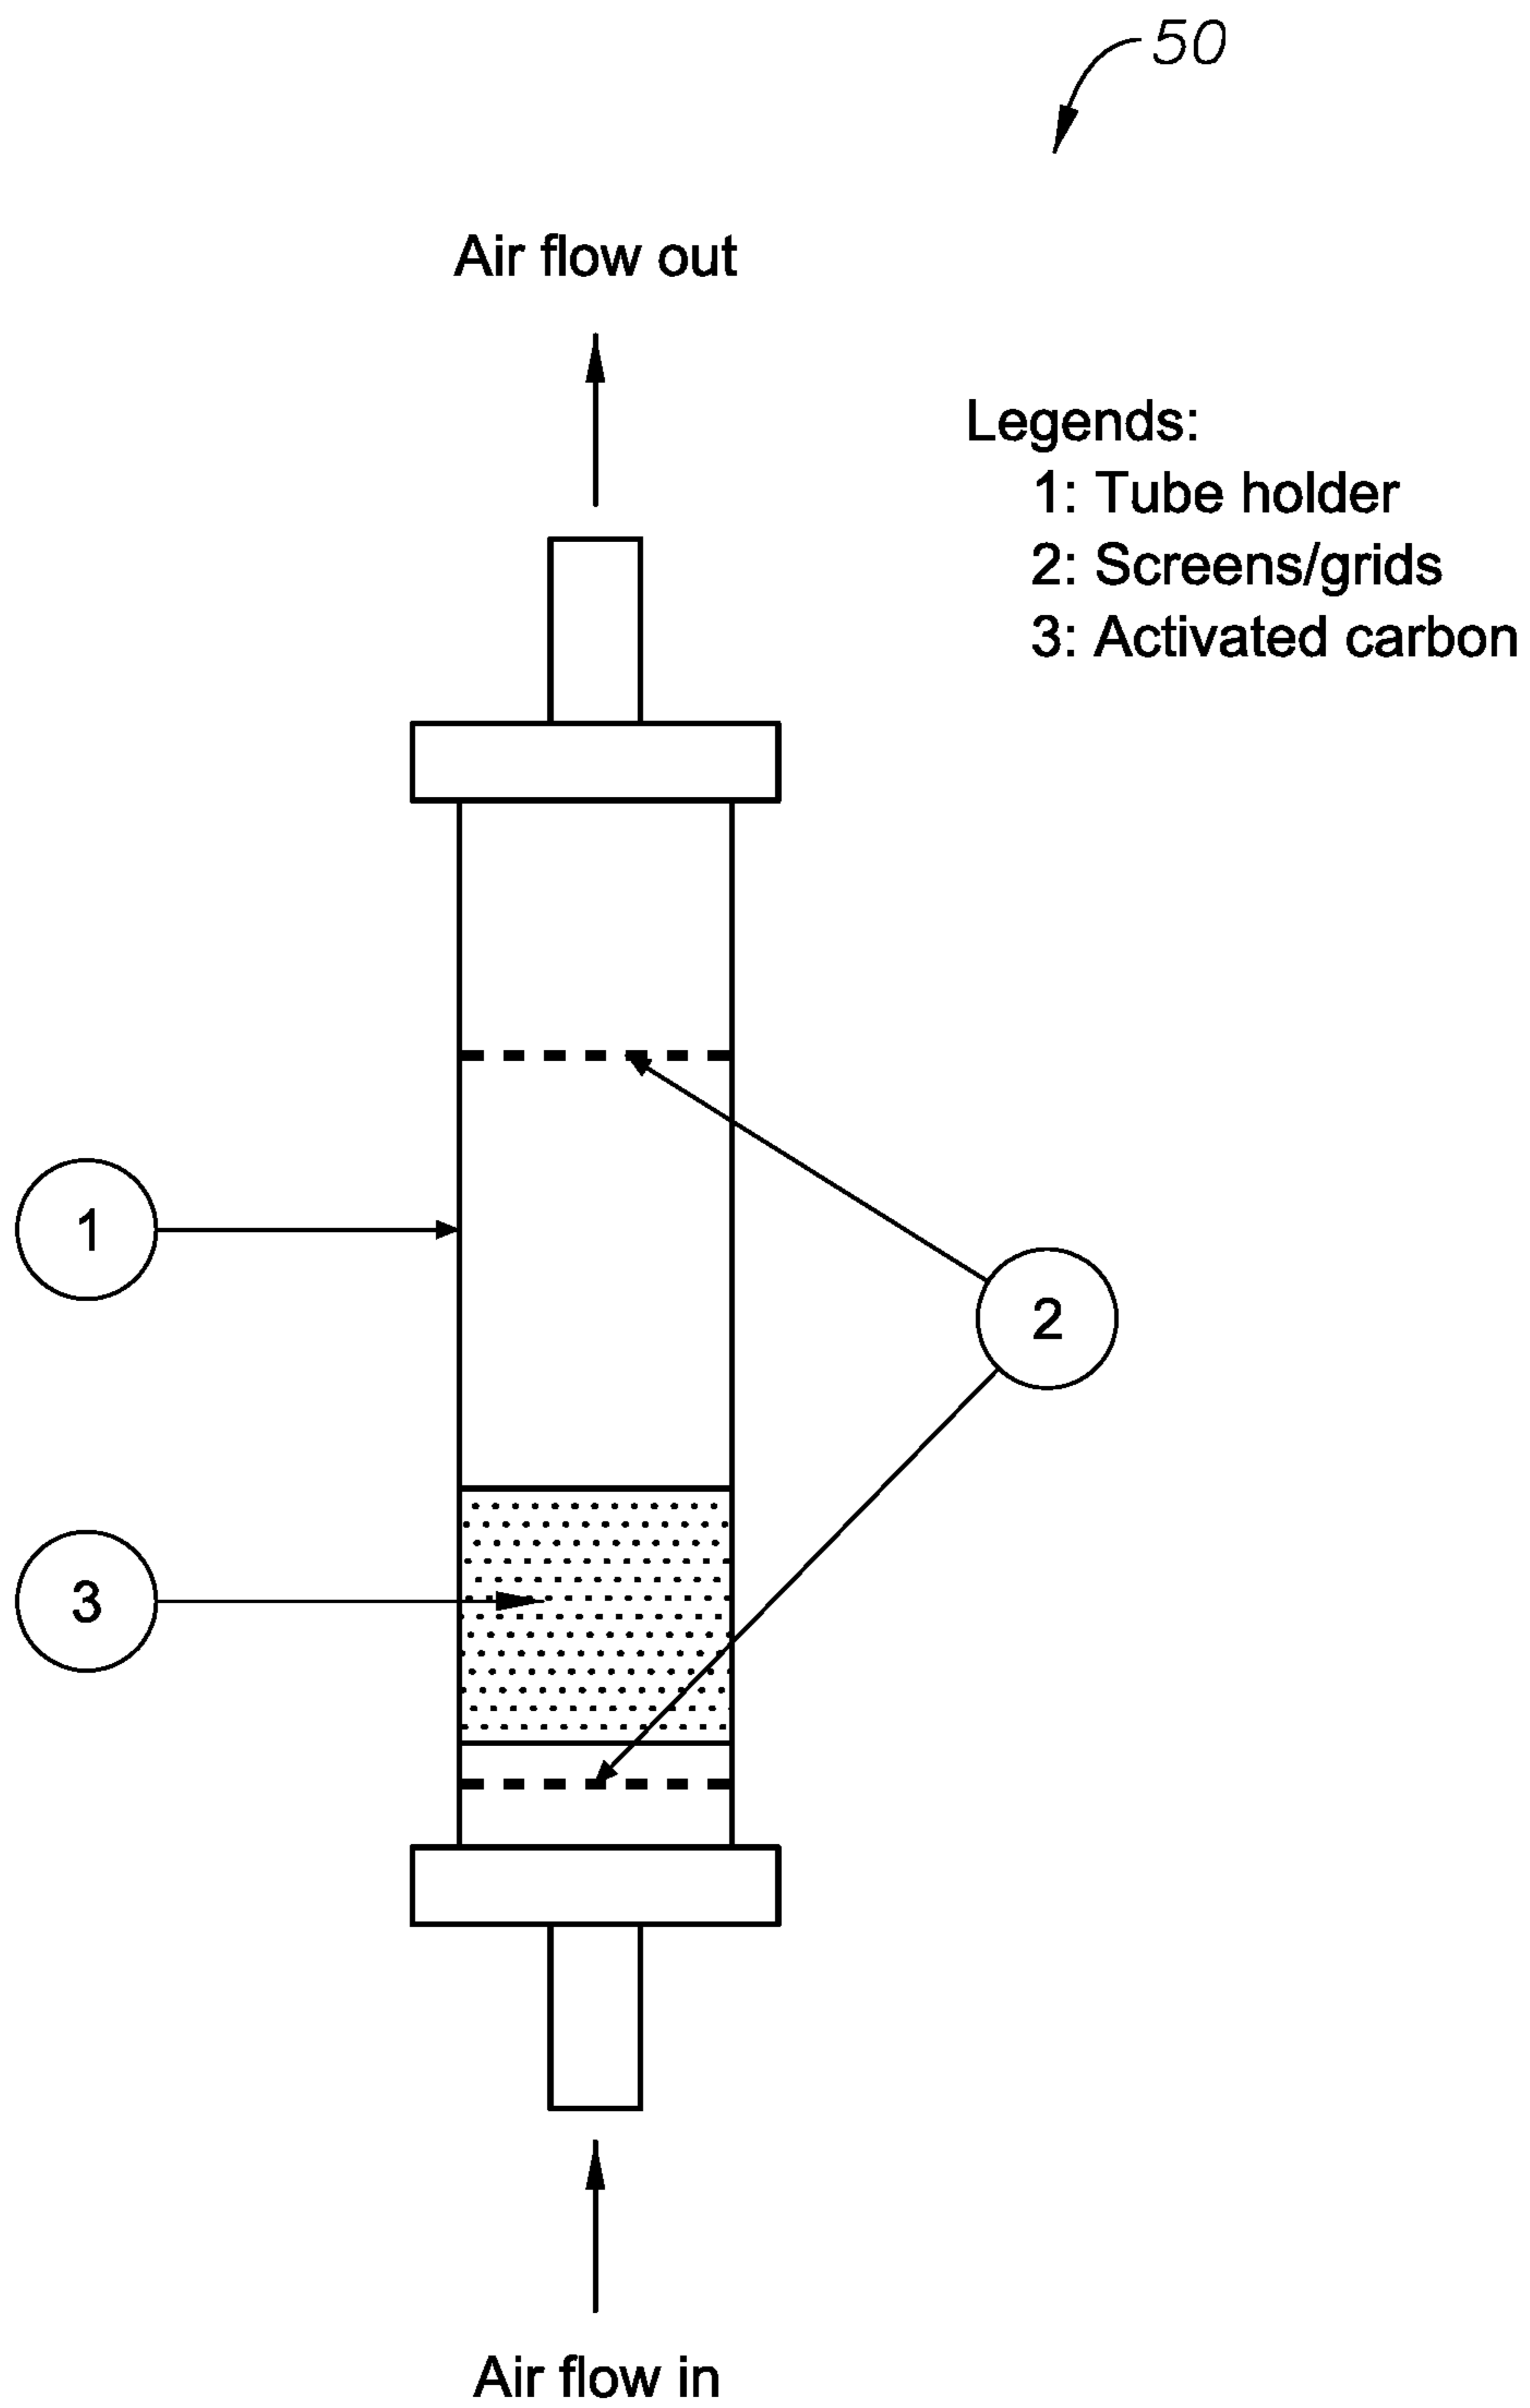 50
Air flow out
Legends:
1: Tube holder
2: Screens/grids
3: Activated carbon
1
2
3
Air flow in